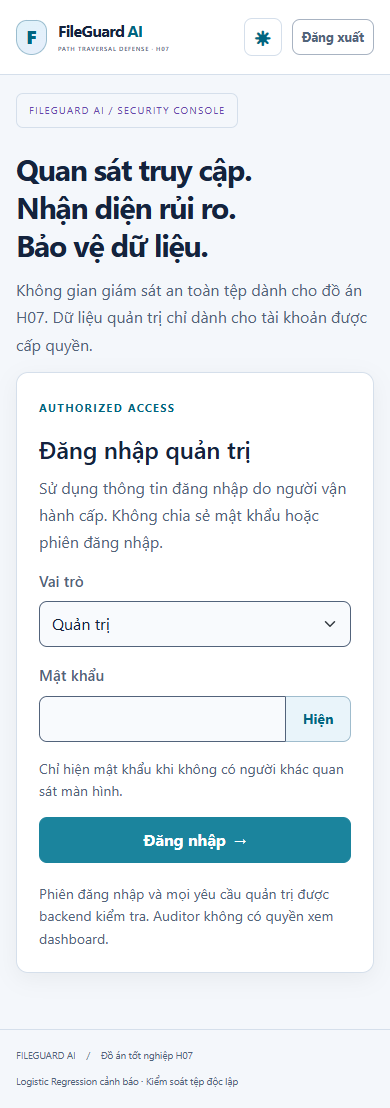 F
FileGuard AI
PATH TRAVERSAL DEFENSE · H07
Đăng xuất
FILEGUARD AI / SECURITY CONSOLE
Quan sát truy cập.
Nhận diện rủi ro.
Bảo vệ dữ liệu.
Không gian giám sát an toàn tệp dành cho đồ án
H07. Dữ liệu quản trị chỉ dành cho tài khoản được
cấp quyền.
AUTHORIZED ACCESS
Đăng nhập quản trị
Sử dụng thông tin đăng nhập do người vận
hành cấp. Không chia sẻ mật khẩu hoặc
phiên đăng nhập.
Vai trò
Quản trị
Mật khẩu
Hiện
Chỉ hiện mật khẩu khi không có người khác quan
sát màn hình.
Đăng nhập →
Phiên đăng nhập và mọi yêu cầu quản trị được
backend kiểm tra. Auditor không có quyền xem
dashboard.
FILEGUARD AI / Đồ án tốt nghiệp H07
Logistic Regression cảnh báo · Kiểm soát tệp độc lập